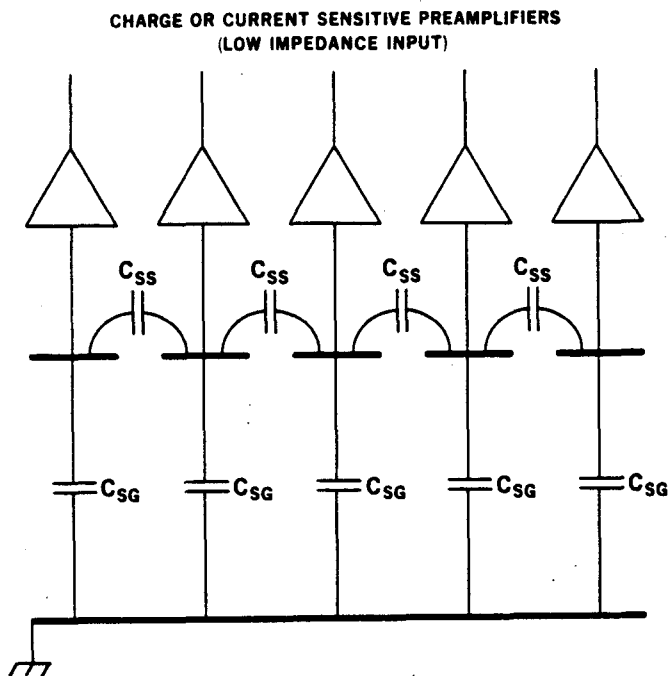 CHARGE OR CURRENT SENSITIVE PREAMPLIFIERS
(LOW IMPEDANCE INPUT)
CSS CSS CSS CSS
CSG CSG CSG CSG CSG